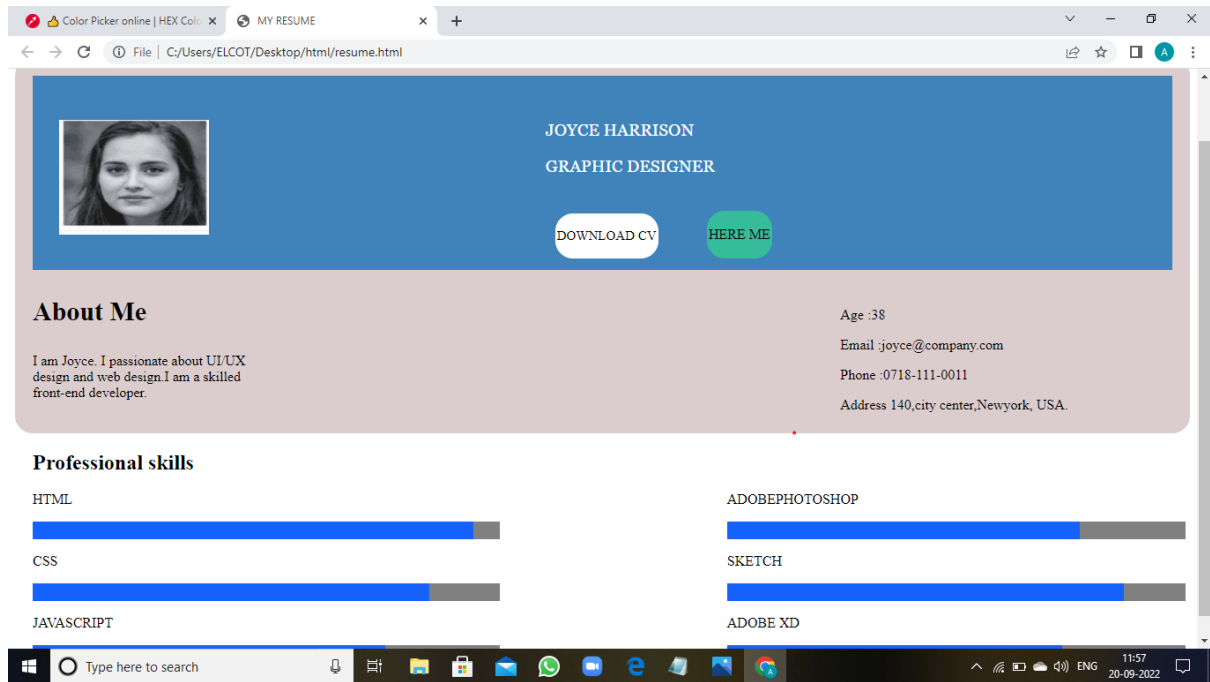 Color Picker online | HEX Colo
MY RESUME
File
C:/Users/ELCOT/Desktop/html/resume.html
A
JOYCE HARRISON
GRAPHIC DESIGNER
DOWNLOAD CV
HERE ME
About Me
I am Joyce. I passionate about UI/UX
design and web design.I am a skilled
front-end developer.
Age :38
Email :joyce@company.com
Phone :0718-111-0011
Address 140,city center,Newyork, USA.
Professional skills
HTML
ADOBEPHOTOSHOP
CSS
SKETCH
JAVASCRIPT
ADOBE XD
Type here to search
ENG
11:57
20-09-2022